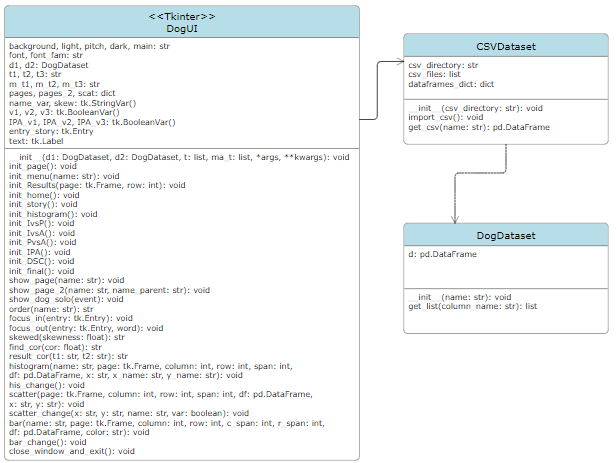 <<Tkinter>>
DogUI
background, light, pitch, dark, main: str
font, font_fam: str
d1, d2: DogDataset
t1, t2, t3: str
m_t1, m_t2, m_t3: str
pages, pages_2, scat: dict
name_var, skew: tk.StringVar()
v1, v2, v3: tk.BooleanVar()
IPA_v1, IPA_v2, IPA_v3: tk.BooleanVar()
entry_story: tk.Entry
text: tk.Label
__init__(d1: DogDataset, d2: DogDataset, t: list, ma_t: list, *args, **kwargs): void
init_page(): void
init_menu(name: str): void
init_Results(page: tk.Frame, row: int): void
init_home(): void
init_story(): void
init_histogram(): void
init_IvsP(): void
init_IvsA(): void
init_PvsA(): void
init_IPA(): void
init_DSC(): void
init_final(): void
show_page(name: str): void
show_page_2(name: str, name_parent: str): void
show_dog_solo(event): void
order(name: str): str
focus_in(entry: tk.Entry): void
focus_out(entry: tk.Entry, word): void
skewed(skewness: float): str
find_cor(cor: float): str
result_cor(t1: str, t2: str): str
histogram(name: str, page: tk.Frame, column: int, row: int, span: int,
df: pd.DataFrame, x: str, x_name: str, y_name: str): void
his_change(): void
scatter(page: tk.Frame, column: int, row: int, span: int, df: pd.DataFrame,
x: str, y: str): void
scatter_change(x: str, y: str, name: str, var: boolean): void
bar(name: str, page: tk.Frame, column: int, row: int, c_span: int, r_span: int,
df: pd.DataFrame, color: str): void
bar_change(): void
close_window_and_exit(): void
CSVDataset
csv_directory: str
csv_files: list
dataframes_dict: dict
__init__(csv_directory: str): void
import_csv(): void
get_csv(name: str): pd.DataFrame
DogDataset
d: pd.DataFrame
__init__(name: str): void
get_list(column_name: str): list